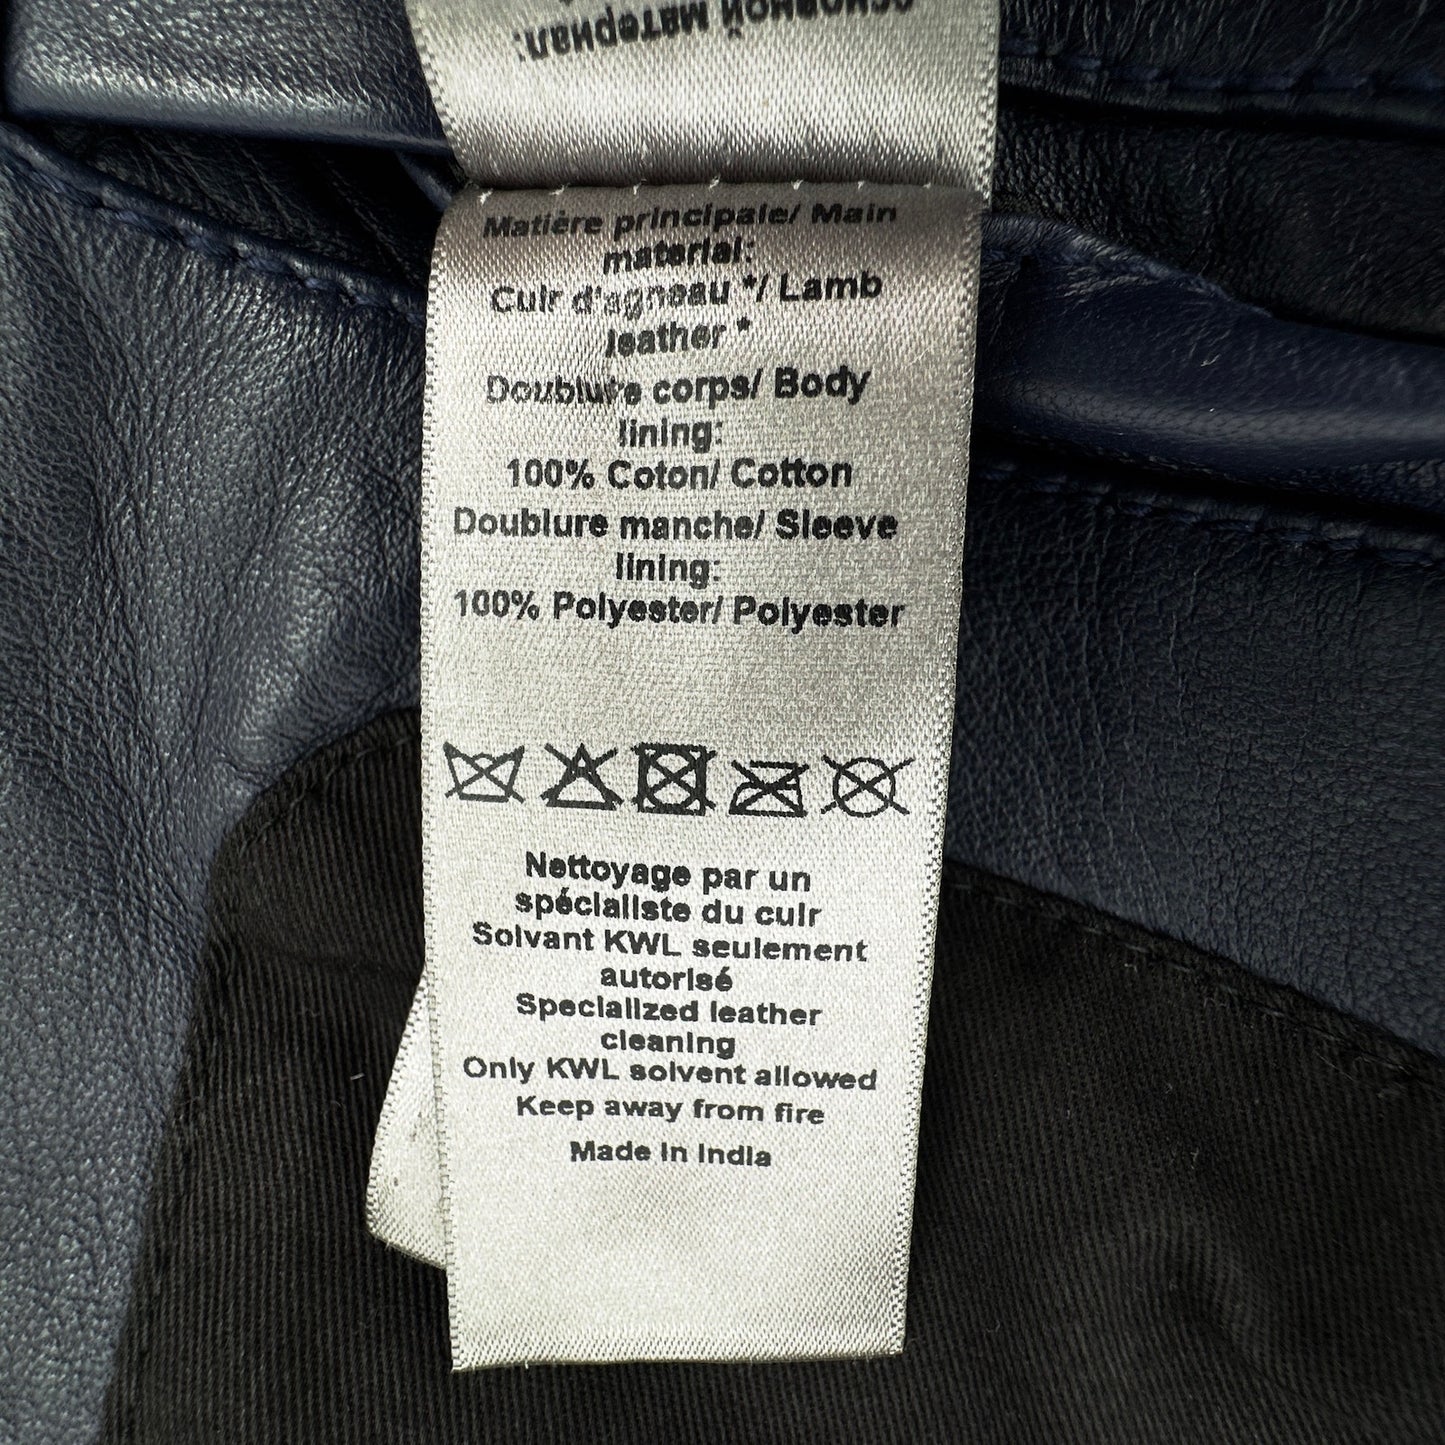 основной материал:
Matière principale/ Main
material:
Cuir d'agneau */ Lamb
leather *
Doublure corps/ Body
lining:
100% Coton/ Cotton
Doublure manche/ Sleeve
lining:
100% Polyester/ Polyester
Nettoyage par un
spécialiste du cuir
Solvant KWL seulement
autorisé
Specialized leather
cleaning
Only KWL solvent allowed
Keep away from fire
Made in India